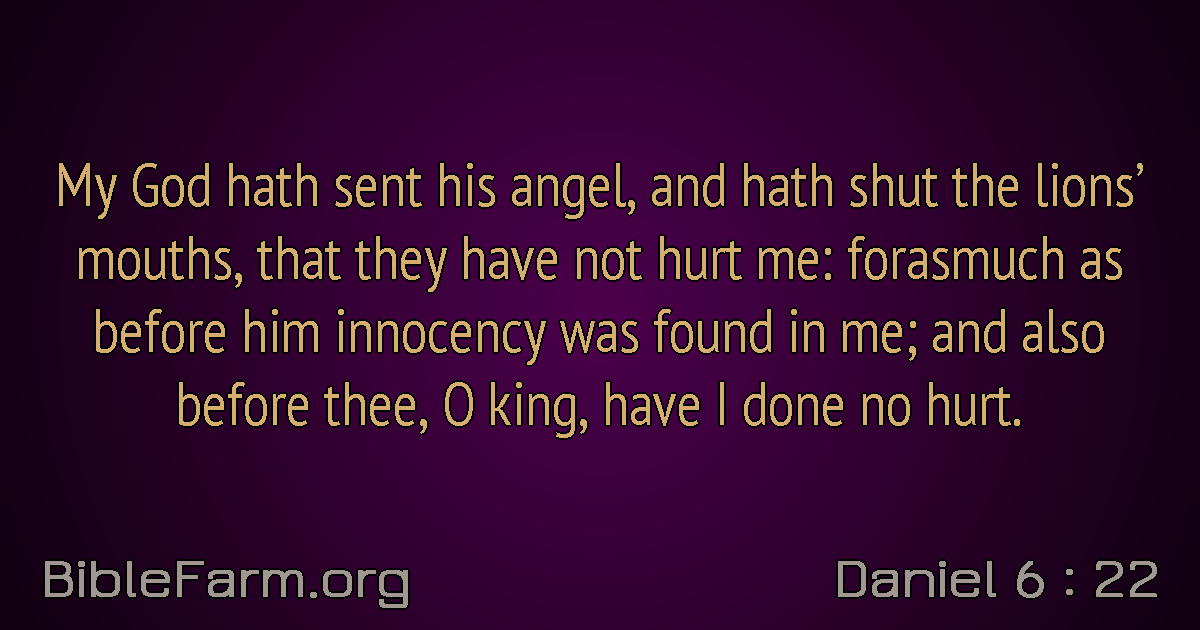 My God hath sent his angel, and hath shut the lions’
mouths, that they have not hurt me: forasmuch as
before him innocency was found in me; and also
before thee, O king, have I done no hurt.
BibleFarm.org
Daniel 6 : 22